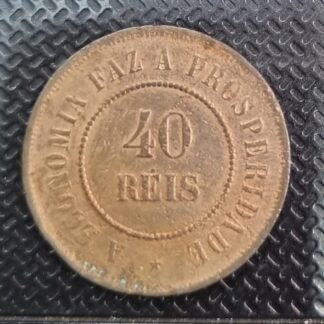 A ECONOMIA FAZ A PROSPERIDADE
40
RÉIS